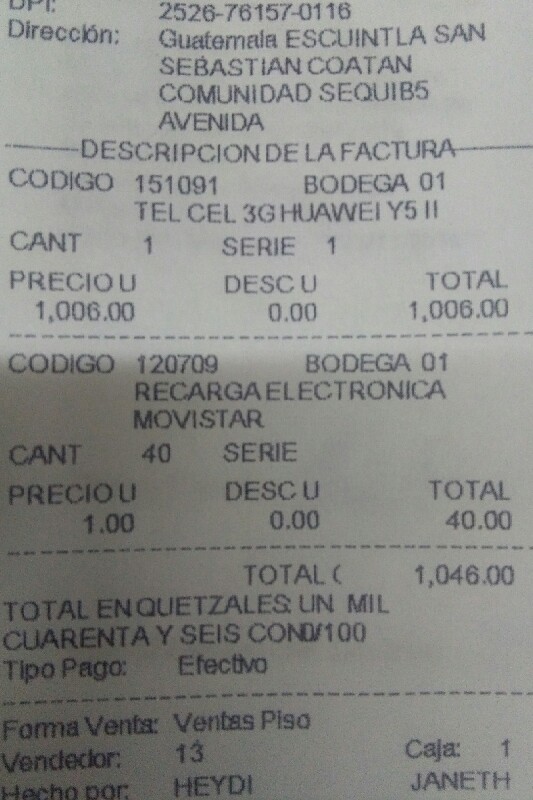 DPI: 2526-76157-0116
Dirección: Guatemala ESCUINTLA SAN
SEBASTIAN COATAN
COMUNIDAD SEQUIB5
AVENIDA
DESCRIPCION DE LA FACTURA
CODIGO 151091 BODEGA 01
TEL CEL 3G HUAWEI Y5 II
CANT 1 SERIE 1
PRECIO U DESC U TOTAL
1,006.00 0.00 1,006.00
CODIGO 120709 BODEGA 01
RECARGA ELECTRONICA
MOVISTAR
CANT 40 SERIE
PRECIO U DESC U TOTAL
1.00 0.00 40.00
TOTAL ( 1,046.00
TOTAL EN QUETZALES: UN MIL
CUARENTA Y SEIS CON0/100
Tipo Pago: Efectivo
Forma Venta: Ventas Piso
Vendedor: 13 Caja: 1
Hecho por: HEYDI JANETH